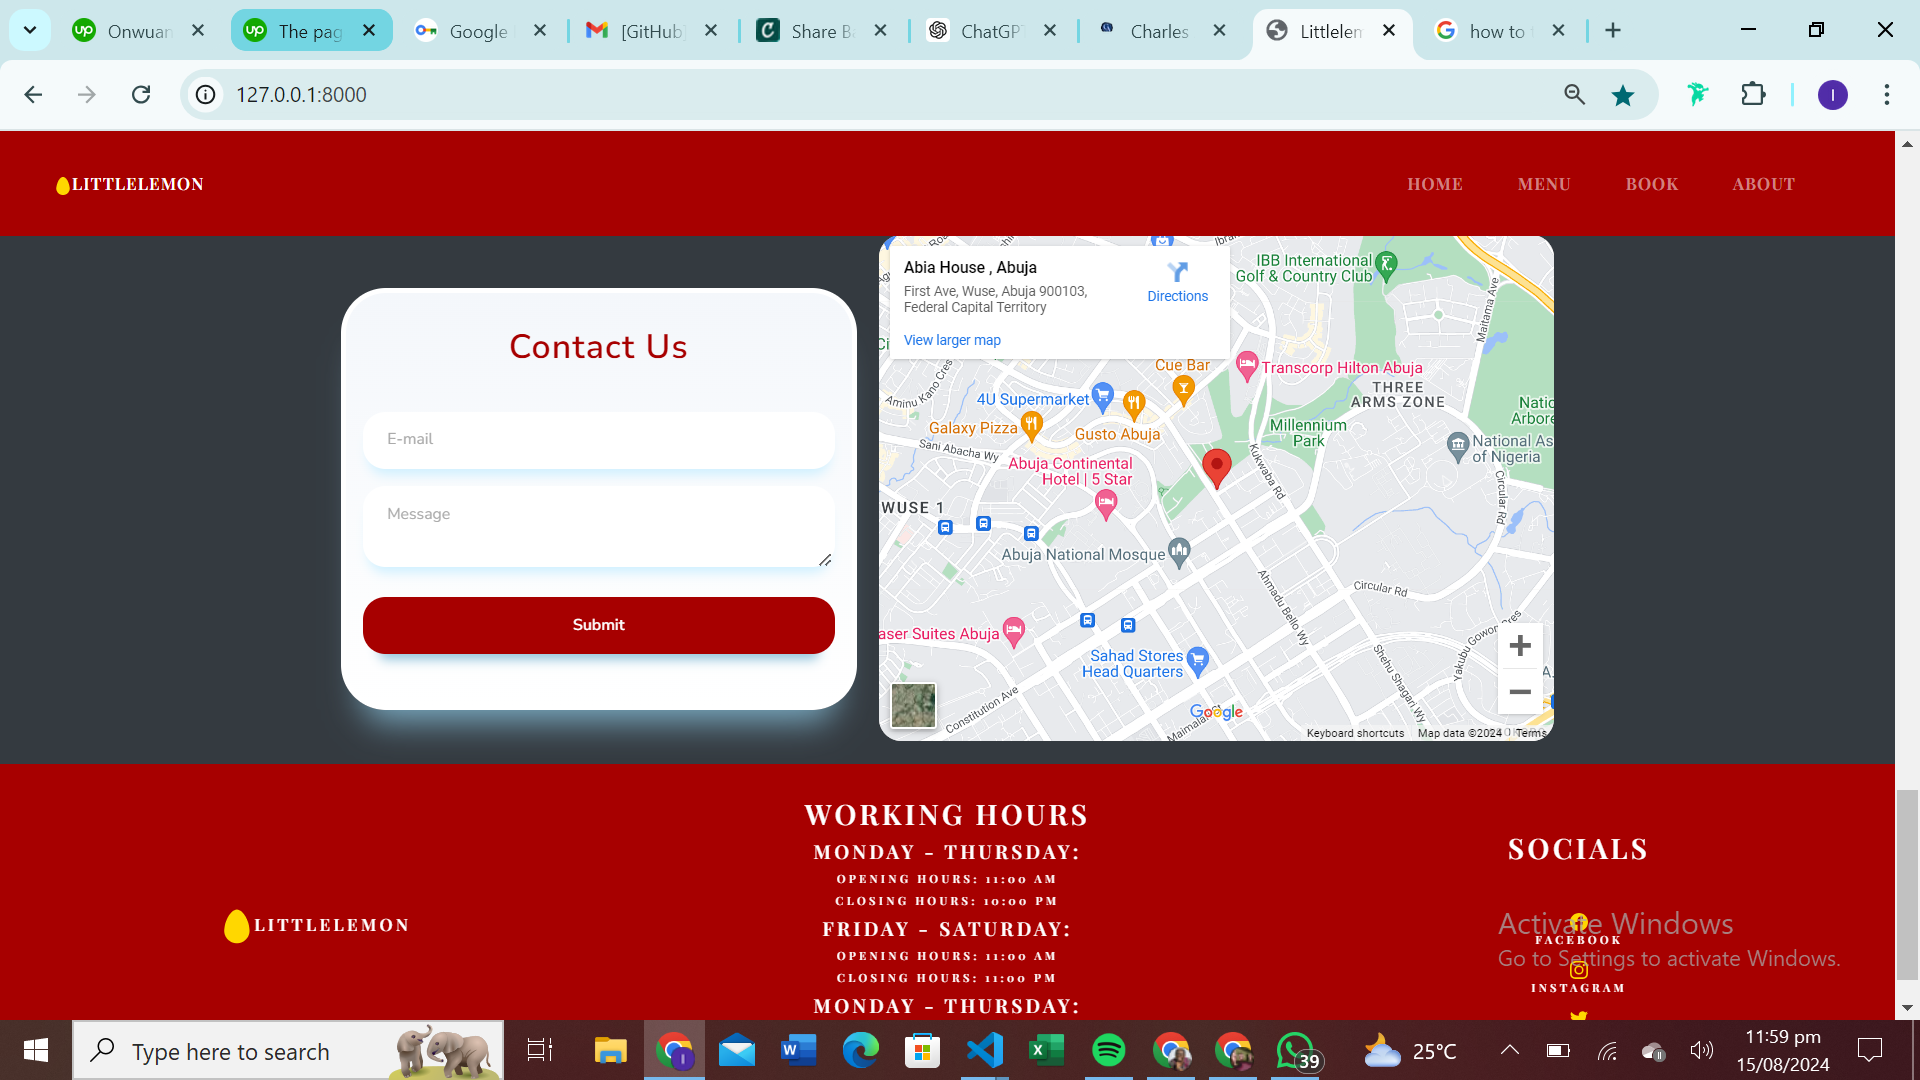 Onwuan
The pag
Google
[GitHub]
Share Ba
ChatGPT
Charles
Littlelem
how to
127.0.0.1:8000
I
LITTLELEMON
HOME
MENU
BOOK
ABOUT
Contact Us
E-mail
Message
Submit
Abia House , Abuja
First Ave, Wuse, Abuja 900103,
Federal Capital Territory
Directions
View larger map
IBB International
Golf & Country Club
Maitama Ave
Aminu Kano Cres
Cue Bar
Transcorp Hilton Abuja
THREE
ARMS ZONE
4U Supermarket
Galaxy Pizza
Gusto Abuja
Millennium
Park
Natio
Arbore
National As
of Nigeria
Sani Abacha Wy
Abuja Continental
Hotel | 5 Star
Kukwaba Rd
Circular Rd
WUSE 1
Abuja National Mosque
Ahmadu Bello Wy
Circular Rd
aser Suites Abuja
Sahad Stores
Head Quarters
Shehu Shagari Wy
Yakubu Gowon Cres
Constitution Ave
Google
Keyboard shortcuts
Map data ©2024
Terms
WORKING HOURS
MONDAY - THURSDAY:
OPENING HOURS: 11:00 AM
CLOSING HOURS: 10:00 PM
FRIDAY - SATURDAY:
OPENING HOURS: 11:00 AM
CLOSING HOURS: 11:00 PM
MONDAY - THURSDAY:
LITTLELEMON
SOCIALS
FACEBOOK
INSTAGRAM
Activate Windows
Go to Settings to activate Windows.
Type here to search
39
25°C
11:59 pm
15/08/2024